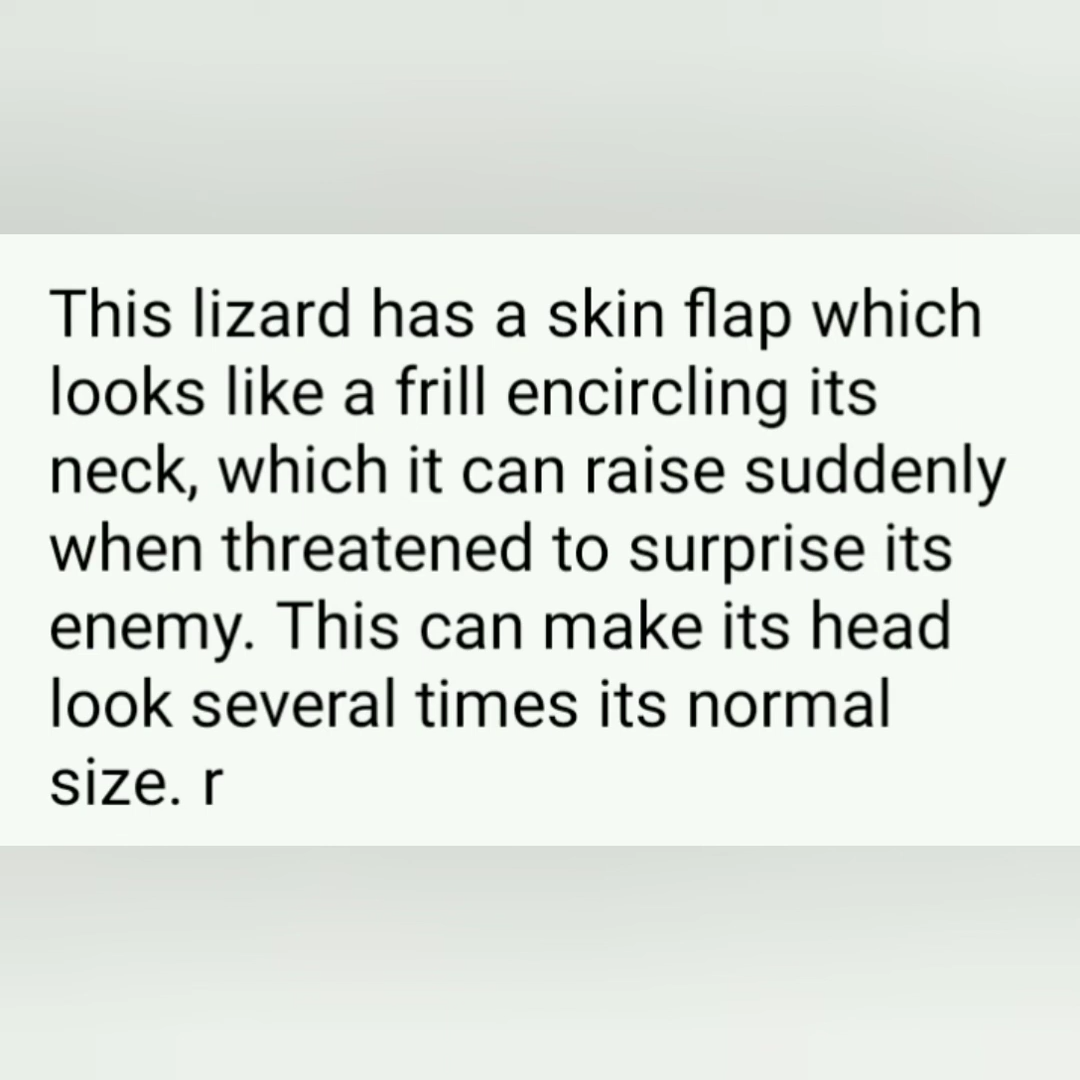 This lizard has a skin flap which
looks like a frill encircling its
neck, which it can raise suddenly
when threatened to surprise its
enemy. This can make its head
look several times its normal
size. r